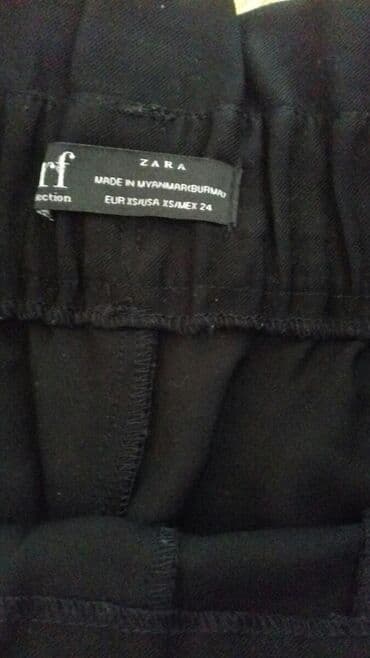 ZARA
rf
MADE IN MYANMAR(BURMA)
ection
EUR XS/USA XS/MEX 24